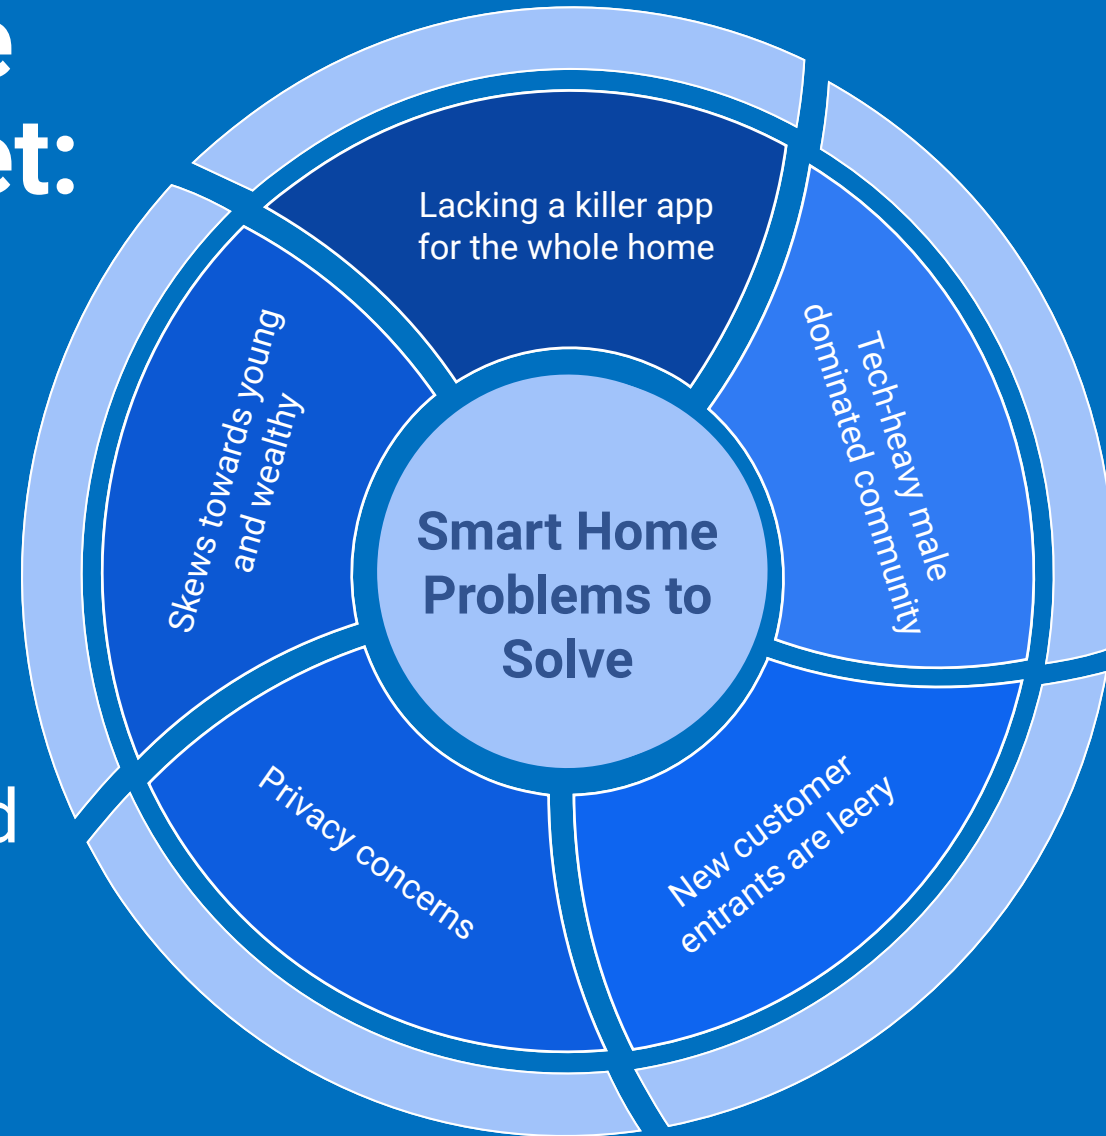 e
et:
d
Lacking a killer app
for the whole home
Tech-heavy male
dominated community
New customer
entrants are leery
Privacy concerns
Skews towards young
and wealthy
Smart Home
Problems to
Solve